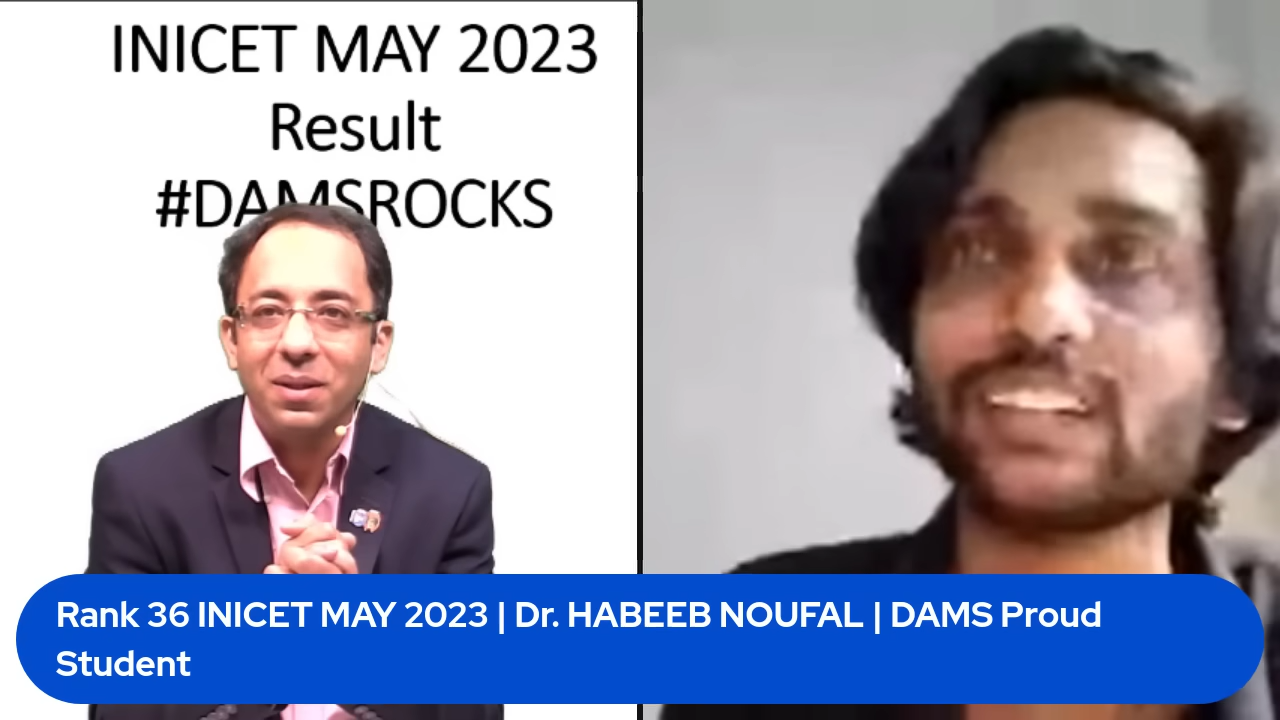 INICET MAY 2023
Result
#DAMSROCKS
Rank 36 INICET MAY 2023 | Dr. HABEEB NOUFAL | DAMS Proud
Student